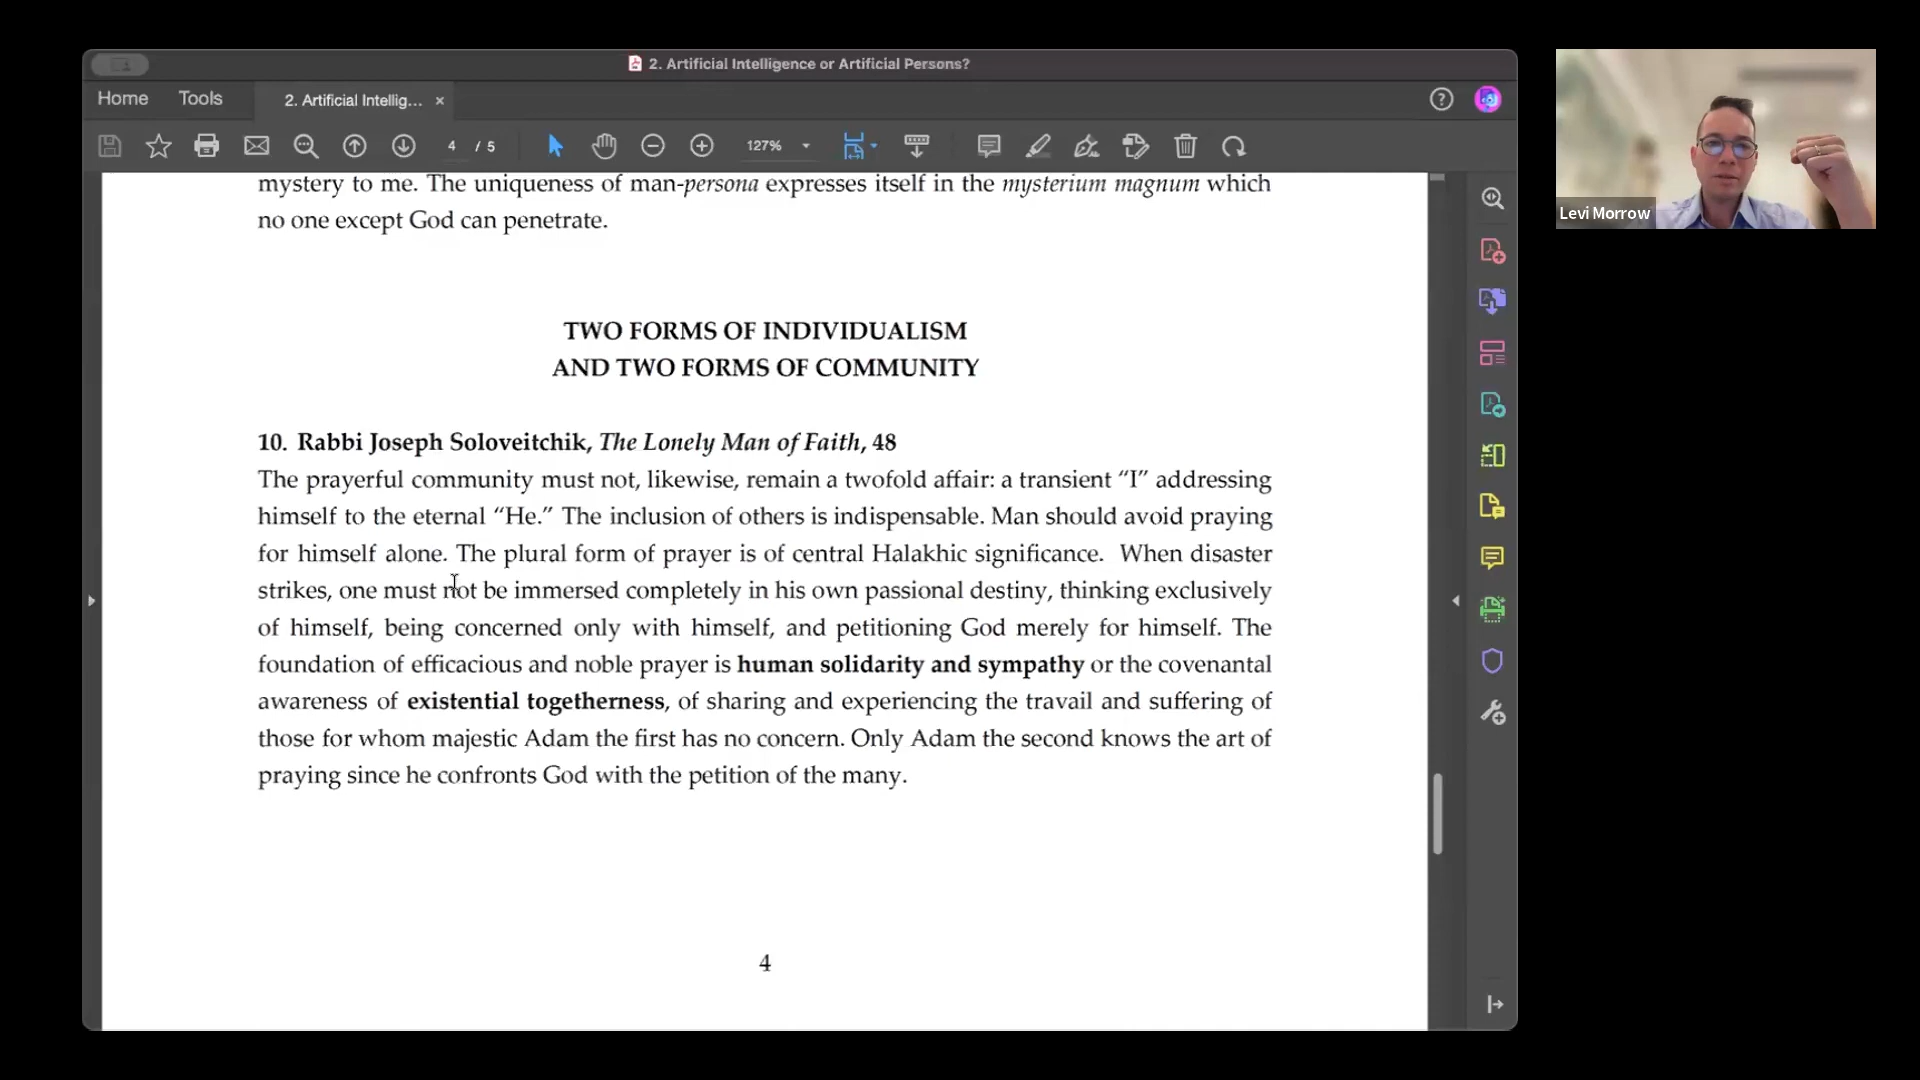 2. Artificial Intelligence or Artificial Persons?
Home
Tools
2. Artificial Intellig...
4 / 5
127%
mystery to me. The uniqueness of man-persona expresses itself in the mysterium magnum which
no one except God can penetrate.
TWO FORMS OF INDIVIDUALISM
AND TWO FORMS OF COMMUNITY
10. Rabbi Joseph Soloveitchik, The Lonely Man of Faith, 48
The prayerful community must not, likewise, remain a twofold affair: a transient “I” addressing
himself to the eternal “He.” The inclusion of others is indispensable. Man should avoid praying
for himself alone. The plural form of prayer is of central Halakhic significance. When disaster
strikes, one must not be immersed completely in his own passional destiny, thinking exclusively
of himself, being concerned only with himself, and petitioning God merely for himself. The
foundation of efficacious and noble prayer is human solidarity and sympathy or the covenantal
awareness of existential togetherness, of sharing and experiencing the travail and suffering of
those for whom majestic Adam the first has no concern. Only Adam the second knows the art of
praying since he confronts God with the petition of the many.
4
Levi Morrow